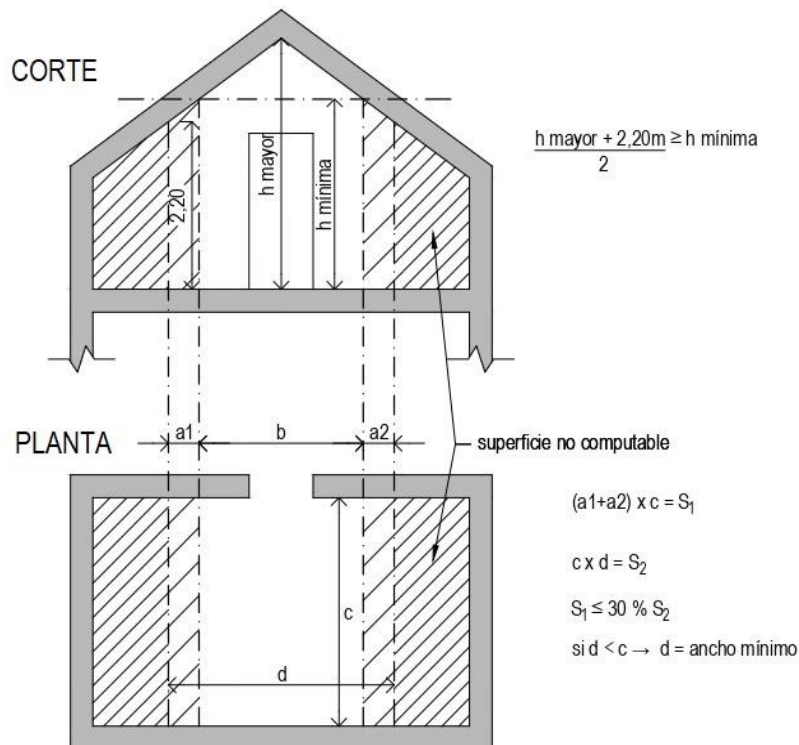 CORTE
h mayor + 2,20m ≥ h mínima
2
2,20
h mayor
h mínima
PLANTA
a1
b
a2
superficie no computable
(a1+a2) x c = S₁
c x d = S₂
S₁ ≤ 30 % S₂
si d < c → d = ancho mínimo
c
d